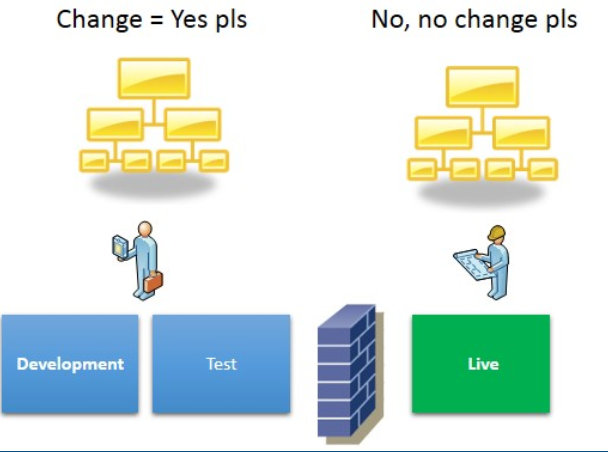 Change = Yes pls
No, no change pls
Development
Test
Live